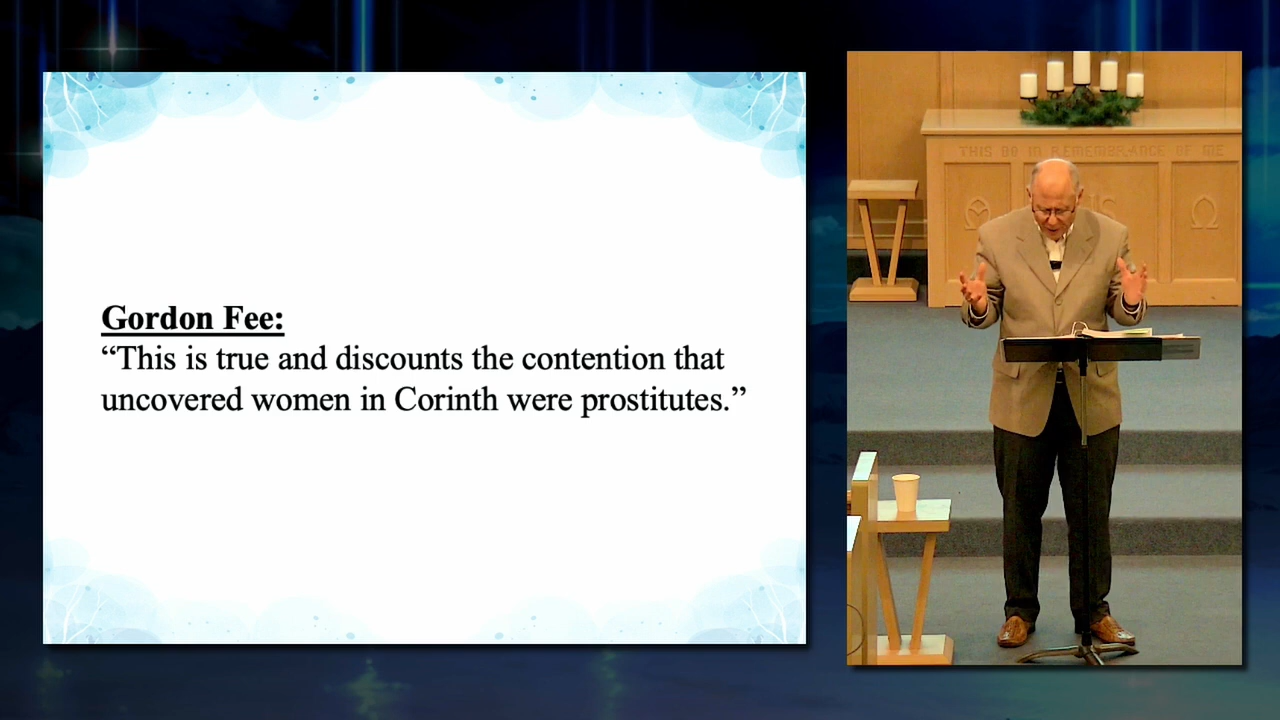 Gordon Fee:
“This is true and discounts the contention that
uncovered women in Corinth were prostitutes.”
THIS DO IN REMEMBRANCE OF ME